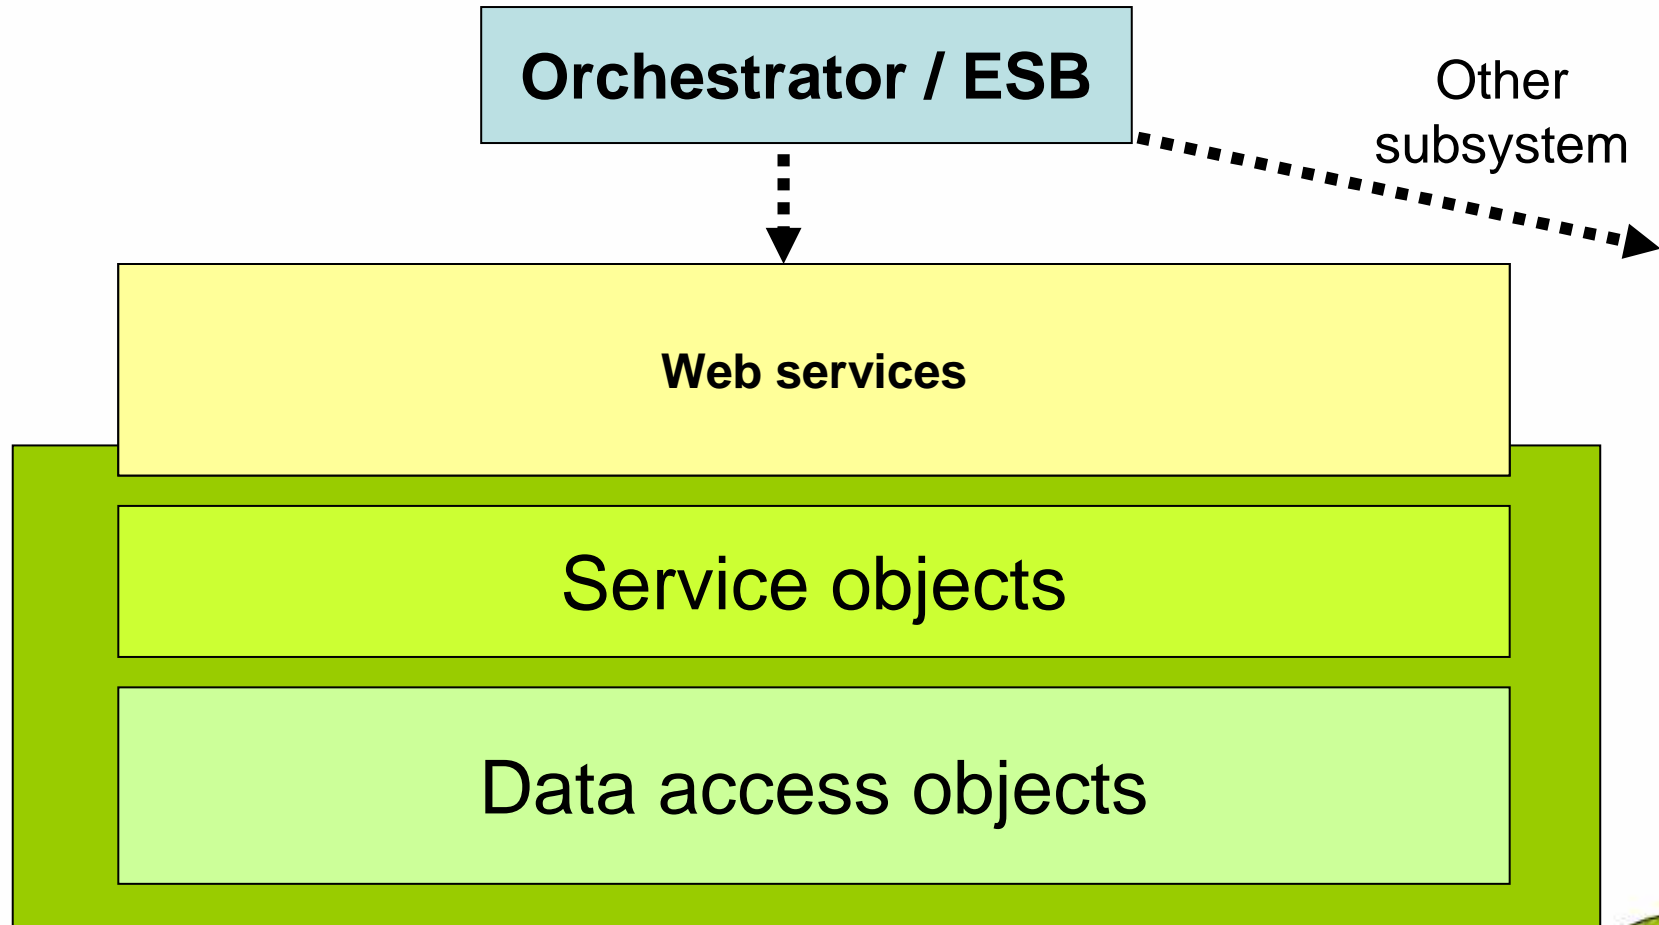 Orchestrator / ESB
Other
subsystem
Web services
Service objects
Data access objects